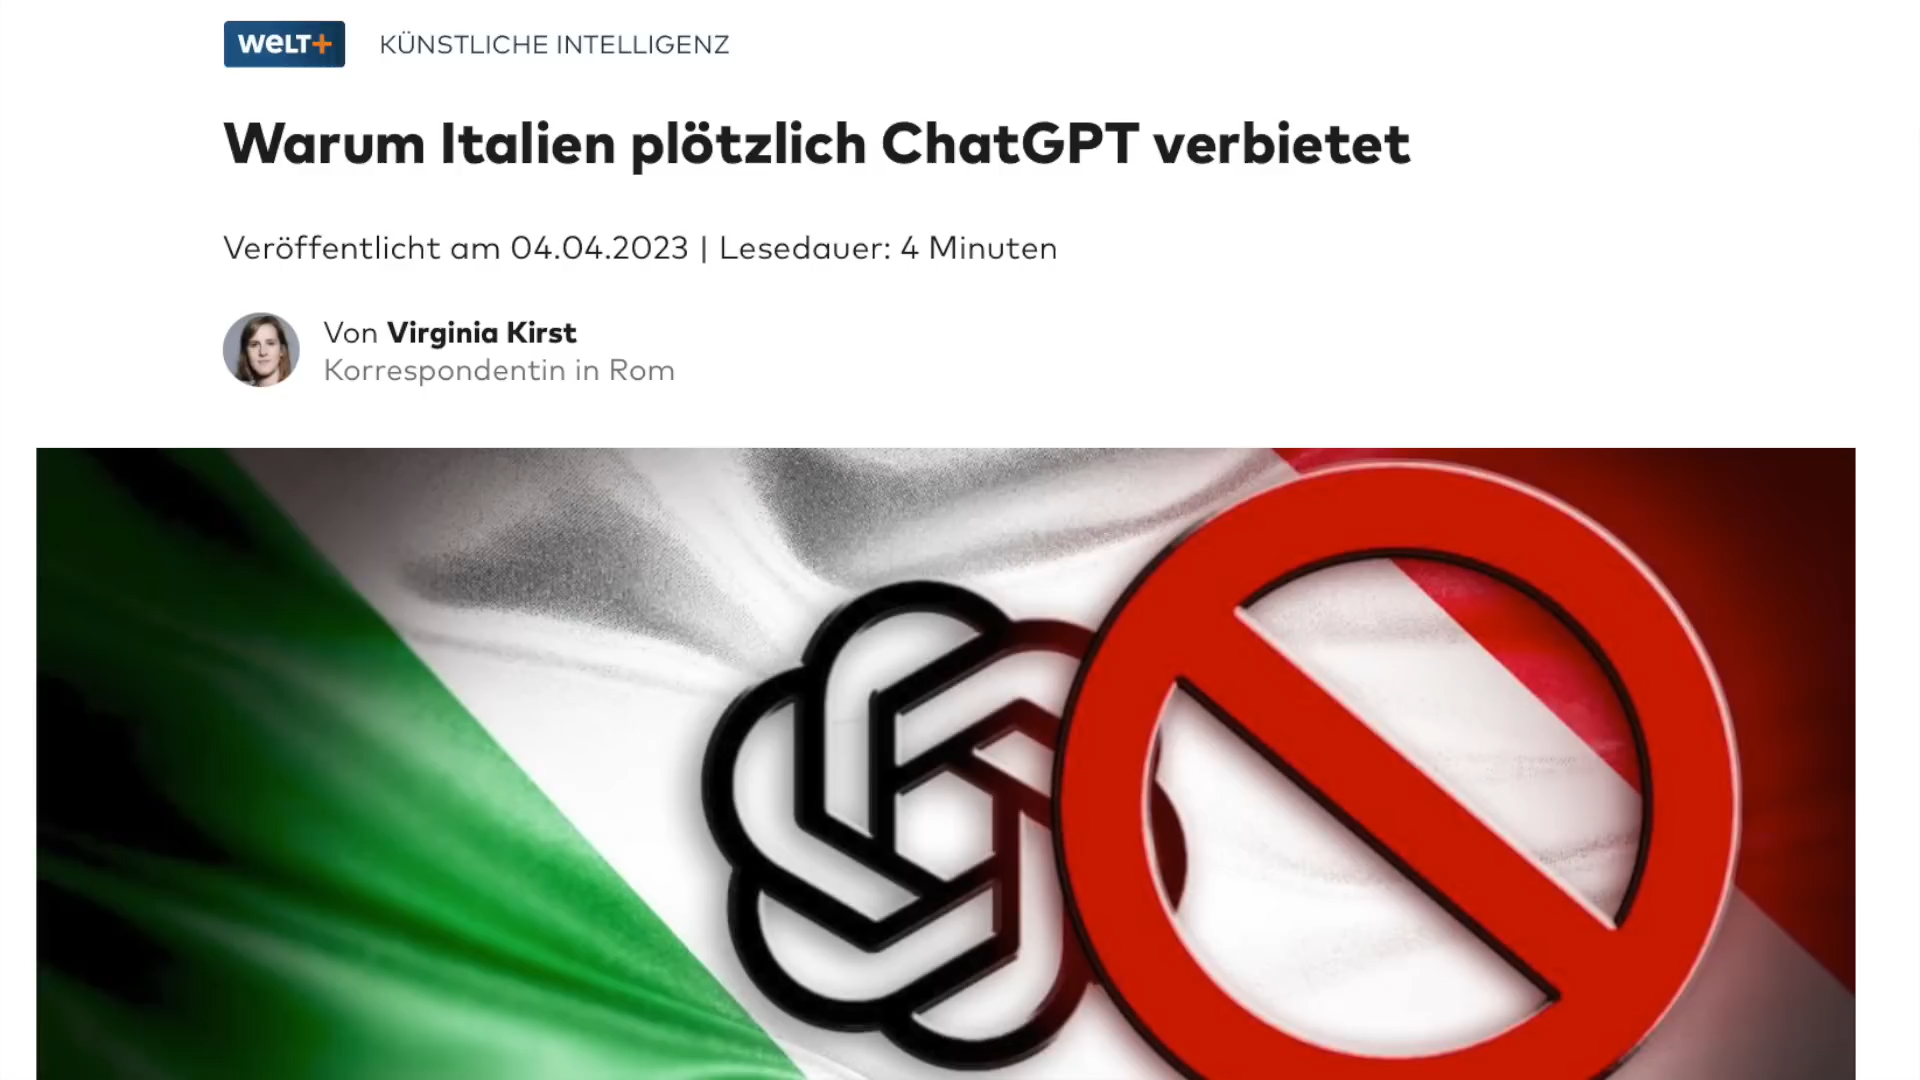 WELT+ KÜNSTLICHE INTELLIGENZ
Warum Italien plötzlich ChatGPT verbietet
Veröffentlicht am 04.04.2023 | Lesedauer: 4 Minuten
Von Virginia Kirst
Korrespondentin in Rom